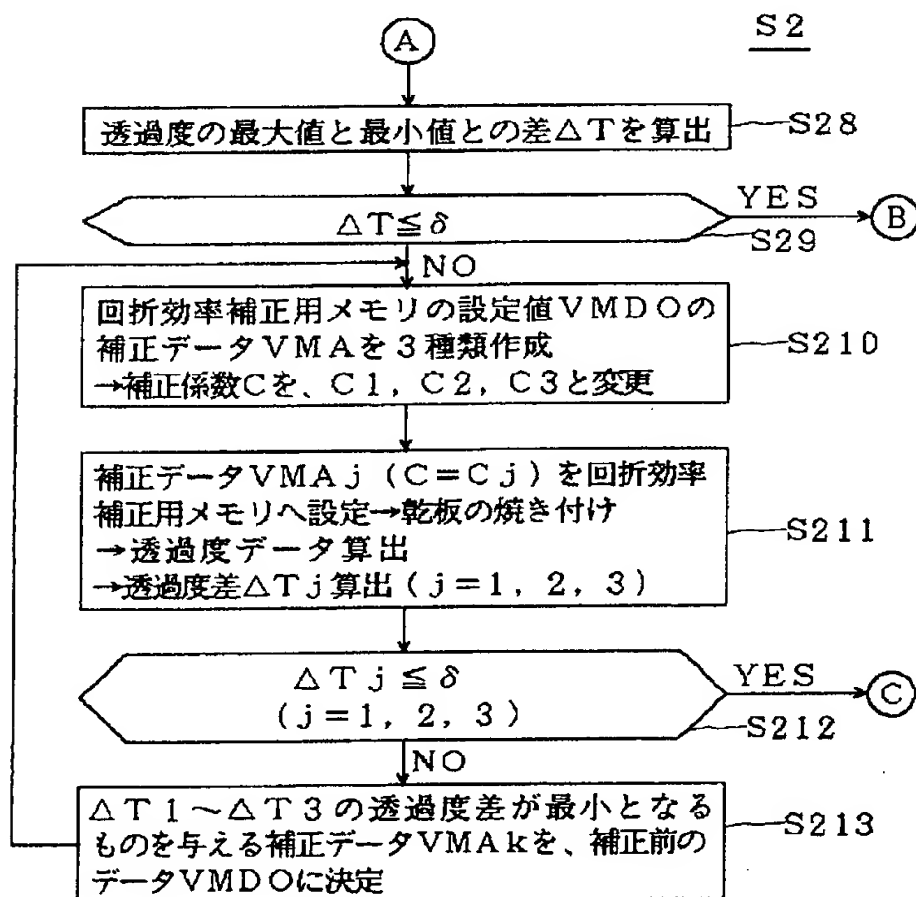 S2
A
透過度の最大値と最小値との差△Tを算出
S28
△T≦δ
YES
B
S29
NO
回折効率補正用メモリの設定値VMDOの
補正データVMAを3種類作成
→補正係数Cを、C1，C2，C3と変更
S210
補正データVMAj（C=Cj）を回折効率
補正用メモリへ設定→乾板の焼き付け
→透過度データ算出
→透過度差△Tj算出（j=1，2，3）
S211
△Tj≦δ
（j=1，2，3）
YES
C
S212
NO
△T1～△T3の透過度差が最小となる
ものを与える補正データVMAkを、補正前の
データVMDOに決定
S213